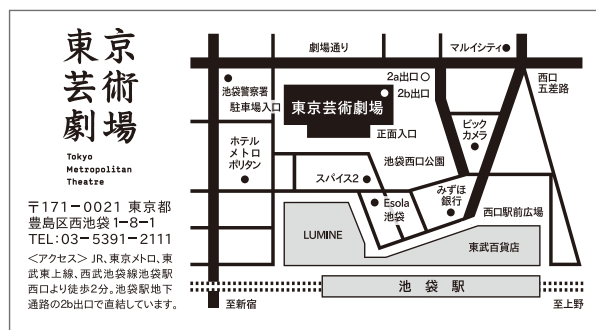 東京
芸術
劇場
Tokyo
Metropolitan
Theatre
〒171-0021 東京都
豊島区西池袋1-8-1
TEL:03-5391-2111
<アクセス> JR、東京メトロ、東
武東上線、西武池袋線池袋駅
西口より徒歩2分。池袋駅地下
通路の2b出口で直結しています。
劇場通り
マルイシティ
池袋警察署
駐車場入口
東京芸術劇場
2a出口
2b出口
正面入口
西口
五差路
ビック
カメラ
ホテル
メトロ
ポリタン
池袋西口公園
スパイス2
Esola
池袋
みずほ
銀行
西口駅前広場
LUMINE
東武百貨店
池袋駅
至新宿
至上野